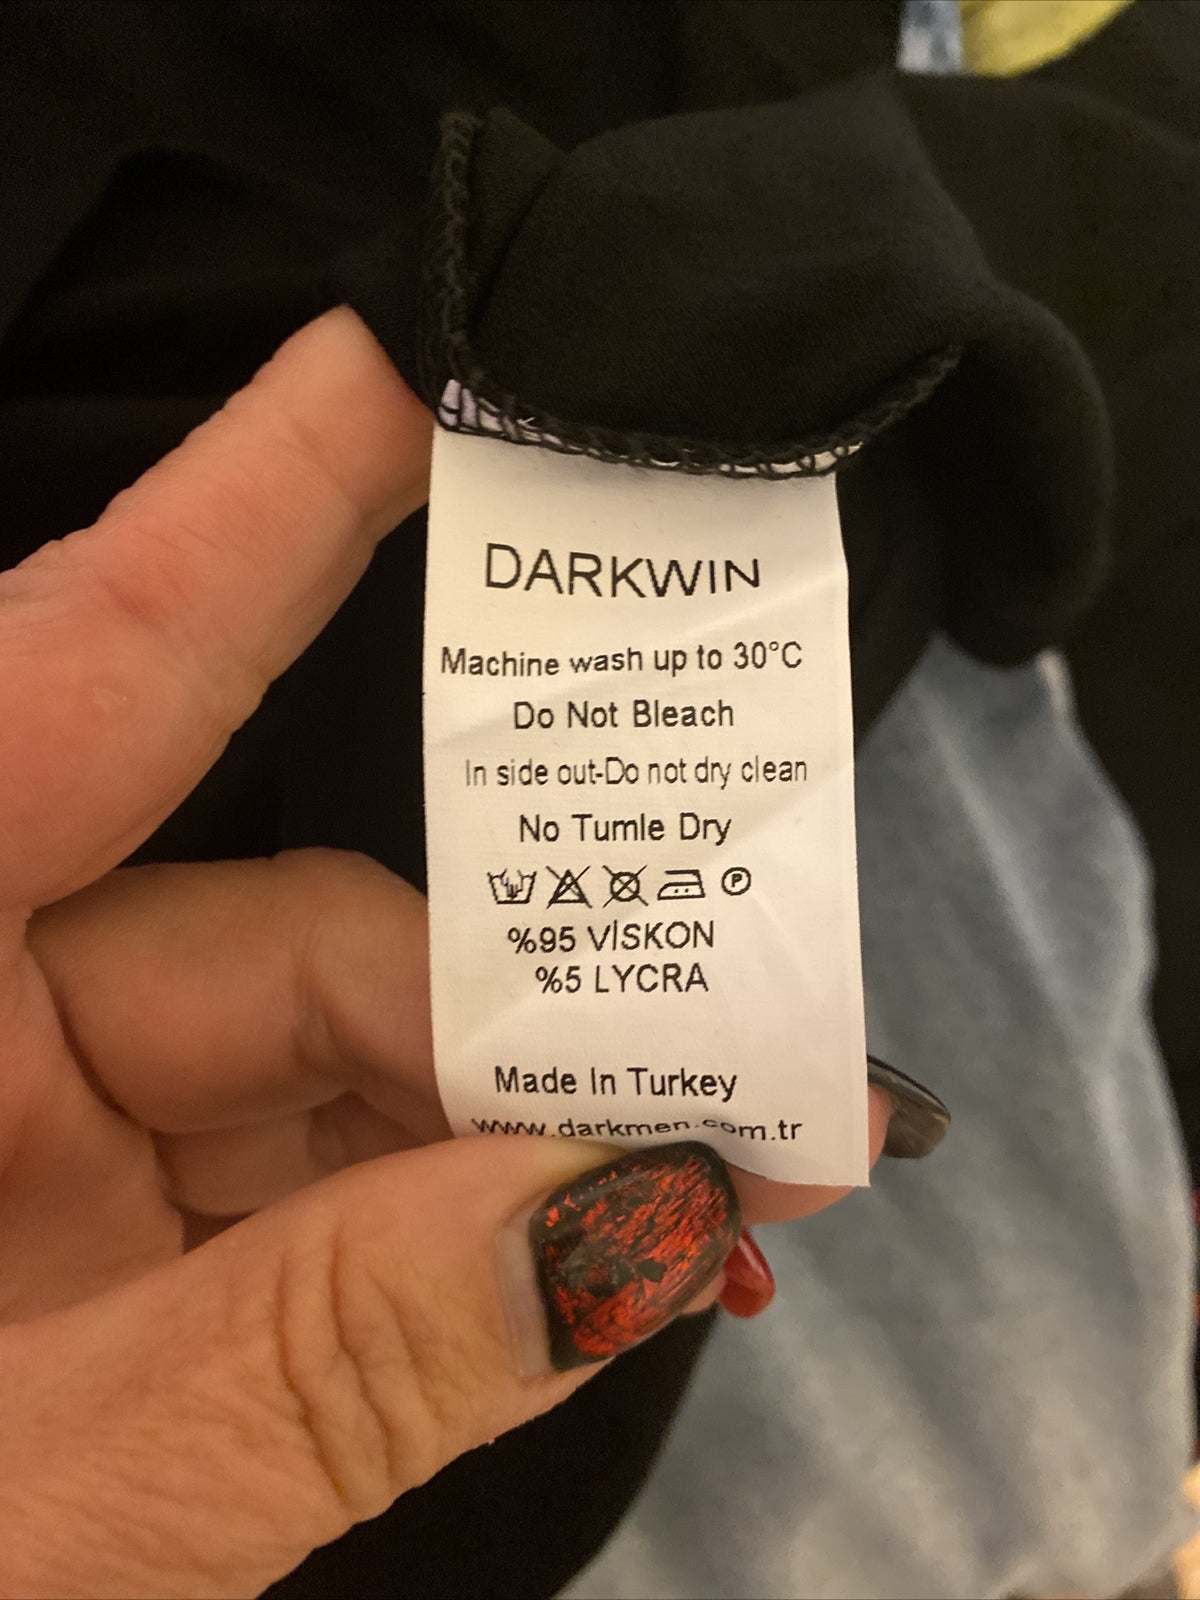 DARKWIN
Machine wash up to 30°C
Do Not Bleach
In side out-Do not dry clean
No Tumle Dry
P
%95 VİSKON
%5 LYCRA
Made In Turkey
www.darkmen.com.tr